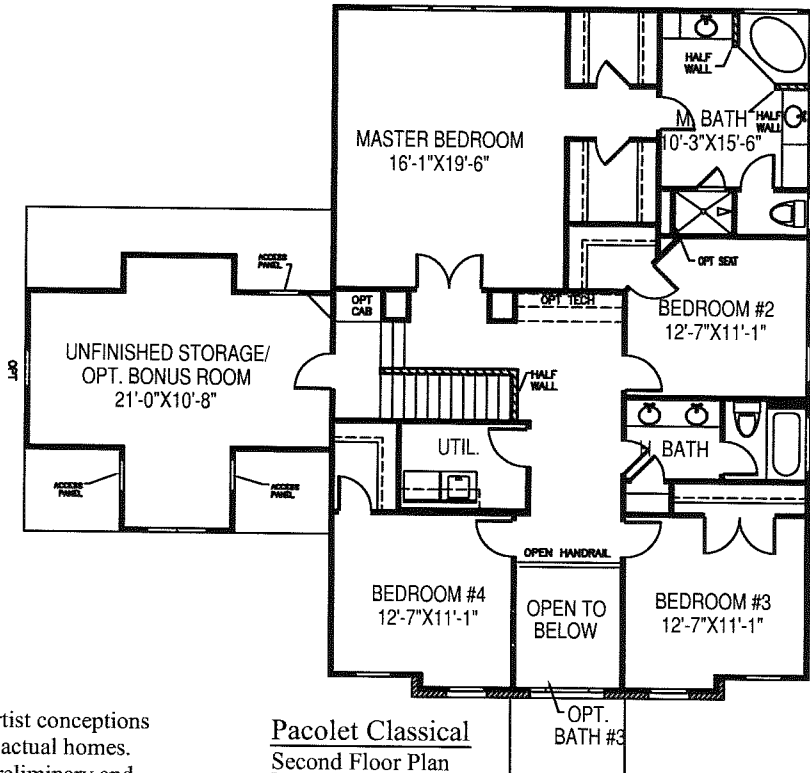 HALF
WALL
M. BATH
10'-3"X15'-6"
HALF
WALL
MASTER BEDROOM
16'-1"X19'-6"
OPT SEAT
ACCESS
PANEL
OPT
CAB
OPT TECH
BEDROOM #2
12'-7"X11'-1"
OPT
UNFINISHED STORAGE/
OPT. BONUS ROOM
21'-0"X10'-8"
HALF
WALL
UTIL.
H. BATH
ACCESS
PANEL
ACCESS
PANEL
OPEN HANDRAIL
BEDROOM #4
12'-7"X11'-1"
OPEN TO
BELOW
BEDROOM #3
12'-7"X11'-1"
OPT.
BATH #3
rtist conceptions
actual homes.
Pacolet Classical
Second Floor Plan